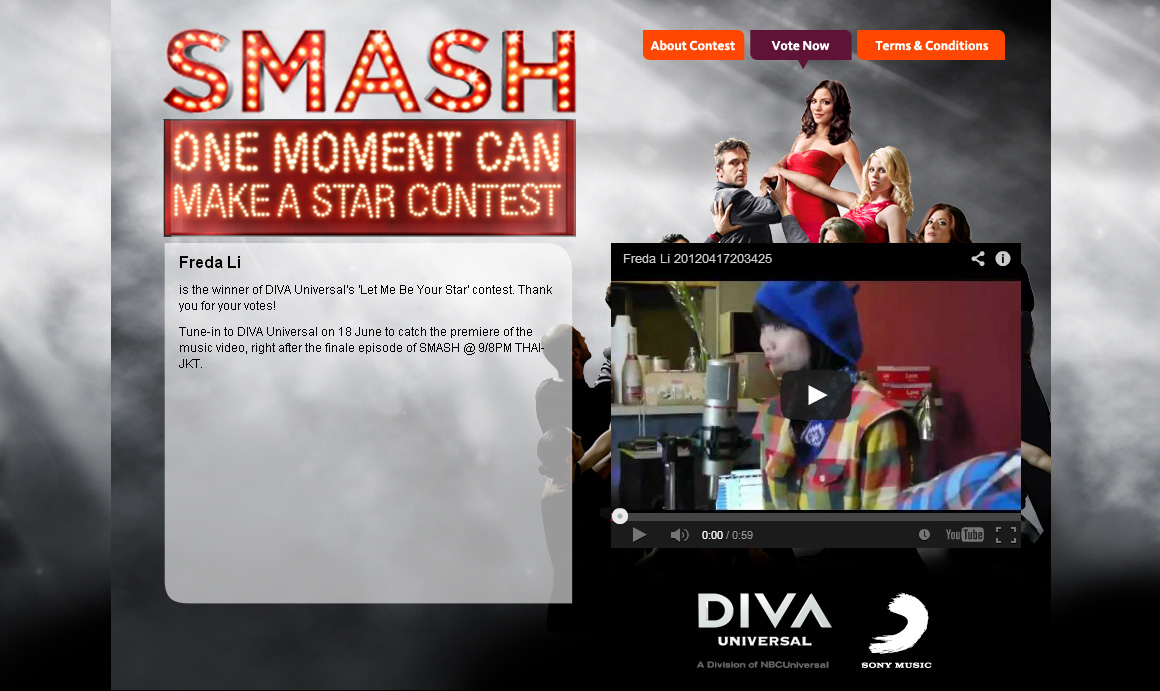 SMASH
ONE MOMENT CAN
MAKE A STAR CONTEST
About Contest
Vote Now
Terms & Conditions
Freda Li
is the winner of DIVA Universal's 'Let Me Be Your Star' contest. Thank
you for your votes!
Tune-in to DIVA Universal on 18 June to catch the premiere of the
music video, right after the finale episode of SMASH @ 9/8PM THAI-
JKT.
Freda Li 20120417203425
0:00 / 0:59
YouTube
DIVA
UNIVERSAL
A Division of NBCUniversal
SONY MUSIC